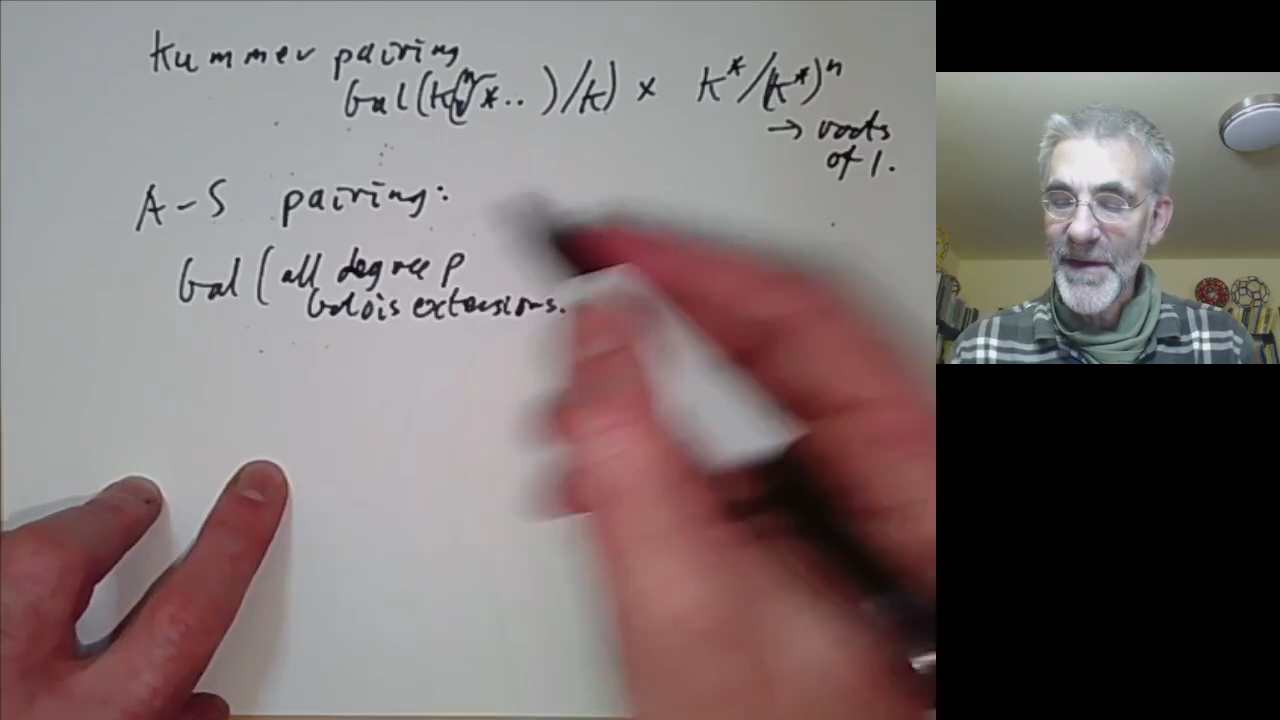 Kummer pairing
Gal(K(ⁿ√*..)/K) × K*/(K*)ⁿ
→ roots
of 1.
A-S pairing:
Gal (all degree p
Galois extensions.